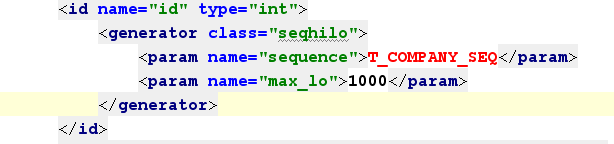 <id name="id" type="int">
<generator class="seqhilo">
<param name="sequence">T_COMPANY_SEQ</param>
<param name="max_lo">1000</param>
</generator>
</id>